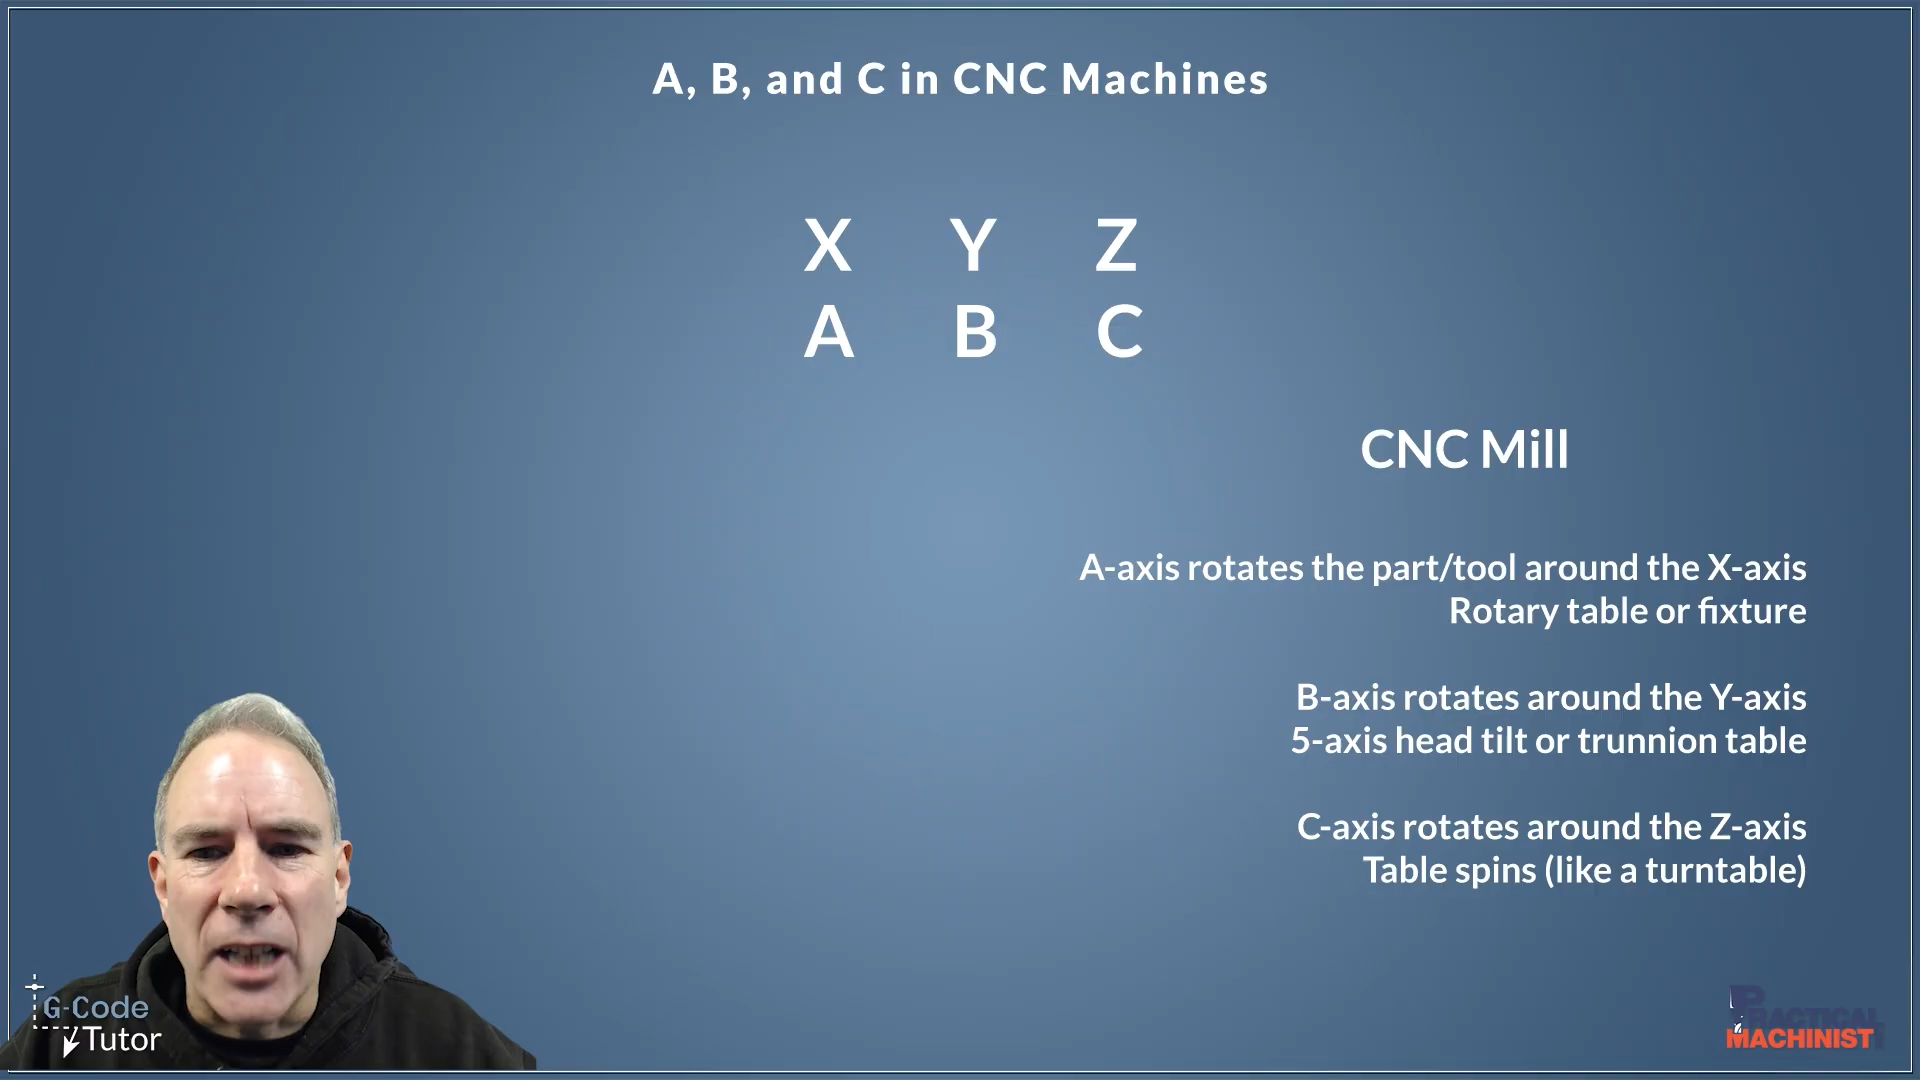 A, B, and C in CNC Machines
X Y Z
A B C
CNC Mill
A-axis rotates the part/tool around the X-axis
Rotary table or fixture
B-axis rotates around the Y-axis
5-axis head tilt or trunnion table
C-axis rotates around the Z-axis
Table spins (like a turntable)
G-Code
Tutor
PRACTICAL
MACHINIST